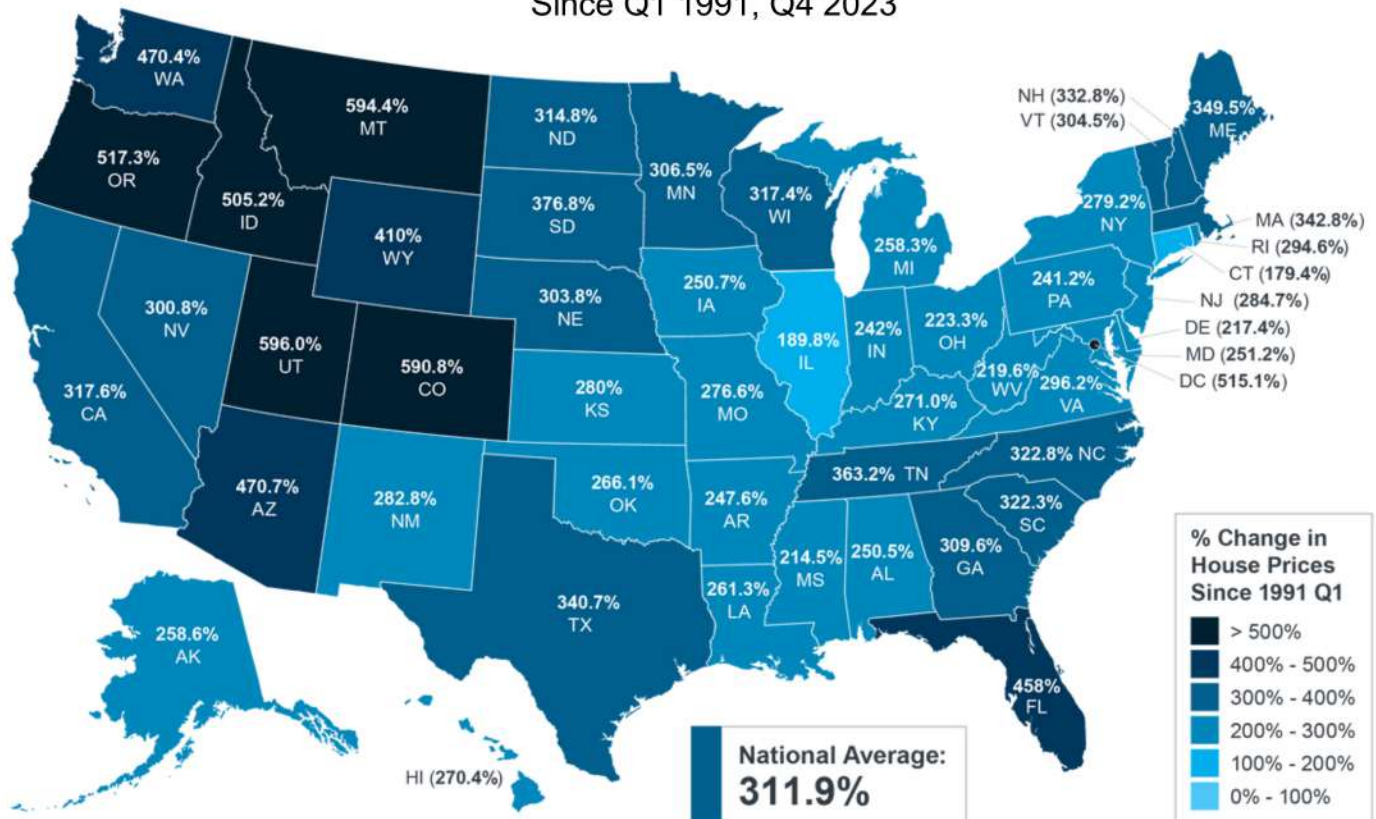 Since Q1 1991, Q4 2023
470.4%
WA
594.4%
MT
314.8%
ND
306.5%
MN
317.4%
WI
258.3%
MI
NH (332.8%)
VT (304.5%)
349.5%
ME
517.3%
OR
505.2%
ID
410%
WY
376.8%
SD
279.2%
NY
MA (342.8%)
RI (294.6%)
CT (179.4%)
NJ (284.7%)
DE (217.4%)
MD (251.2%)
DC (515.1%)
300.8%
NV
596.0%
UT
590.8%
CO
303.8%
NE
250.7%
IA
189.8%
IL
242%
IN
223.3%
OH
241.2%
PA
317.6%
CA
280%
KS
276.6%
MO
271.0%
KY
219.6%
WV
296.2%
VA
470.7%
AZ
282.8%
NM
266.1%
OK
247.6%
AR
363.2% TN
322.8% NC
322.3%
SC
340.7%
TX
261.3%
LA
214.5%
MS
250.5%
AL
309.6%
GA
458%
FL
258.6%
AK
HI (270.4%)
National Average:
311.9%
% Change in
House Prices
Since 1991 Q1
> 500%
400% - 500%
300% - 400%
200% - 300%
100% - 200%
0% - 100%